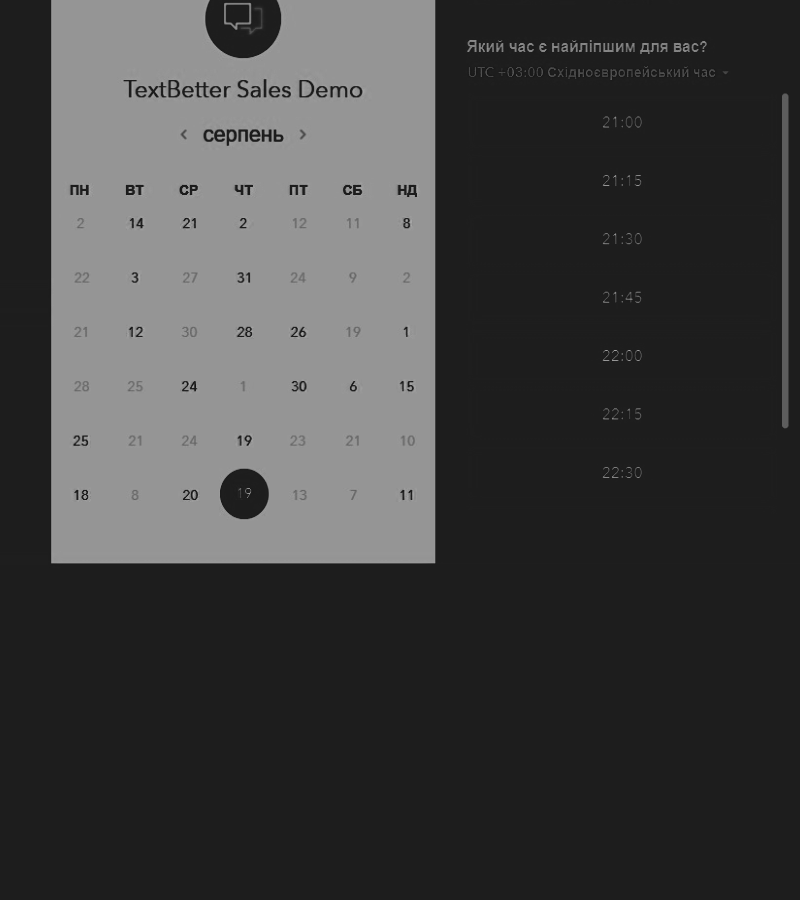 TextBetter Sales Demo
серпень
ПН ВТ СР ЧТ ПТ СБ НД
2 14 21 2 12 11 8
22 3 27 31 24 9 2
21 12 30 28 26 19 1
28 25 24 1 30 6 15
25 21 24 19 23 21 10
18 8 20 19 13 7 11
Який час є найліпшим для вас?
UTC +03:00 Східноєвропейський час
21:00
21:15
21:30
21:45
22:00
22:15
22:30